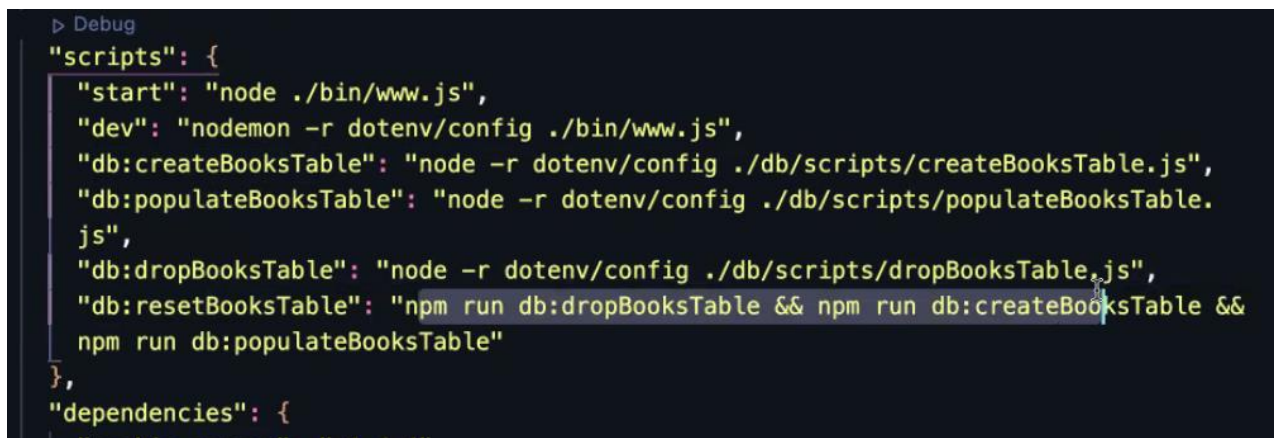 Debug
"scripts": {
"start": "node ./bin/www.js",
"dev": "nodemon -r dotenv/config ./bin/www.js",
"db:createBooksTable": "node -r dotenv/config ./db/scripts/createBooksTable.js",
"db:populateBooksTable": "node -r dotenv/config ./db/scripts/populateBooksTable.
js",
"db:dropBooksTable": "node -r dotenv/config ./db/scripts/dropBooksTable.js",
"db:resetBooksTable": "npm run db:dropBooksTable && npm run db:createBooksTable &&
npm run db:populateBooksTable"
},
"dependencies": {